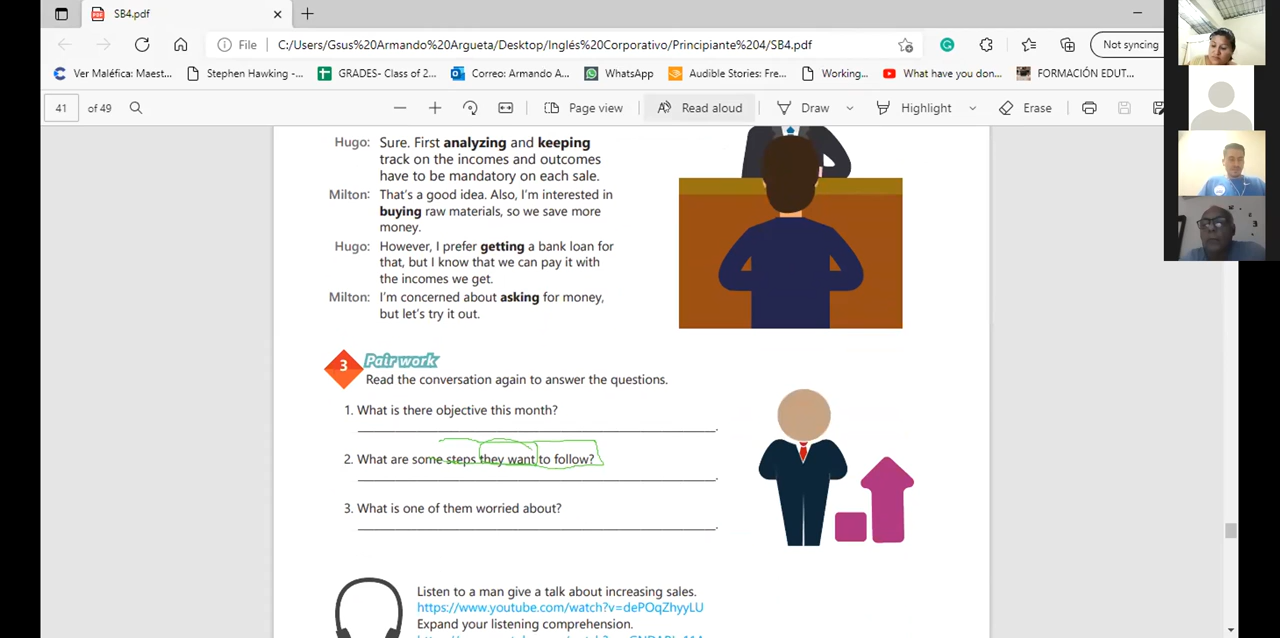 SB4.pdf
File
C:/Users/Gsus%20Armando%20Argueta/Desktop/Inglés%20Corporativo/Principiante%204/SB4.pdf
Not syncing
Ver Maléfica: Maest...
Stephen Hawking -...
GRADES- Class of 2...
Correo: Armando A...
WhatsApp
Audible Stories: Fre...
Working...
What have you don...
FORMACIÓN EDUT...
41 of 49
Page view
Read aloud
Draw
Highlight
Erase
Hugo: Sure. First analyzing and keeping
track on the incomes and outcomes
have to be mandatory on each sale.
Milton: That's a good idea. Also, I'm interested in
buying raw materials, so we save more
money.
Hugo: However, I prefer getting a bank loan for
that, but I know that we can pay it with
the incomes we get.
Milton: I'm concerned about asking for money,
but let's try it out.
3 Pair work
Read the conversation again to answer the questions.
1. What is there objective this month?
2. What are some steps they want to follow?
3. What is one of them worried about?
Listen to a man give a talk about increasing sales.
https://www.youtube.com/watch?v=dePOqZhyyLU
Expand your listening comprehension.